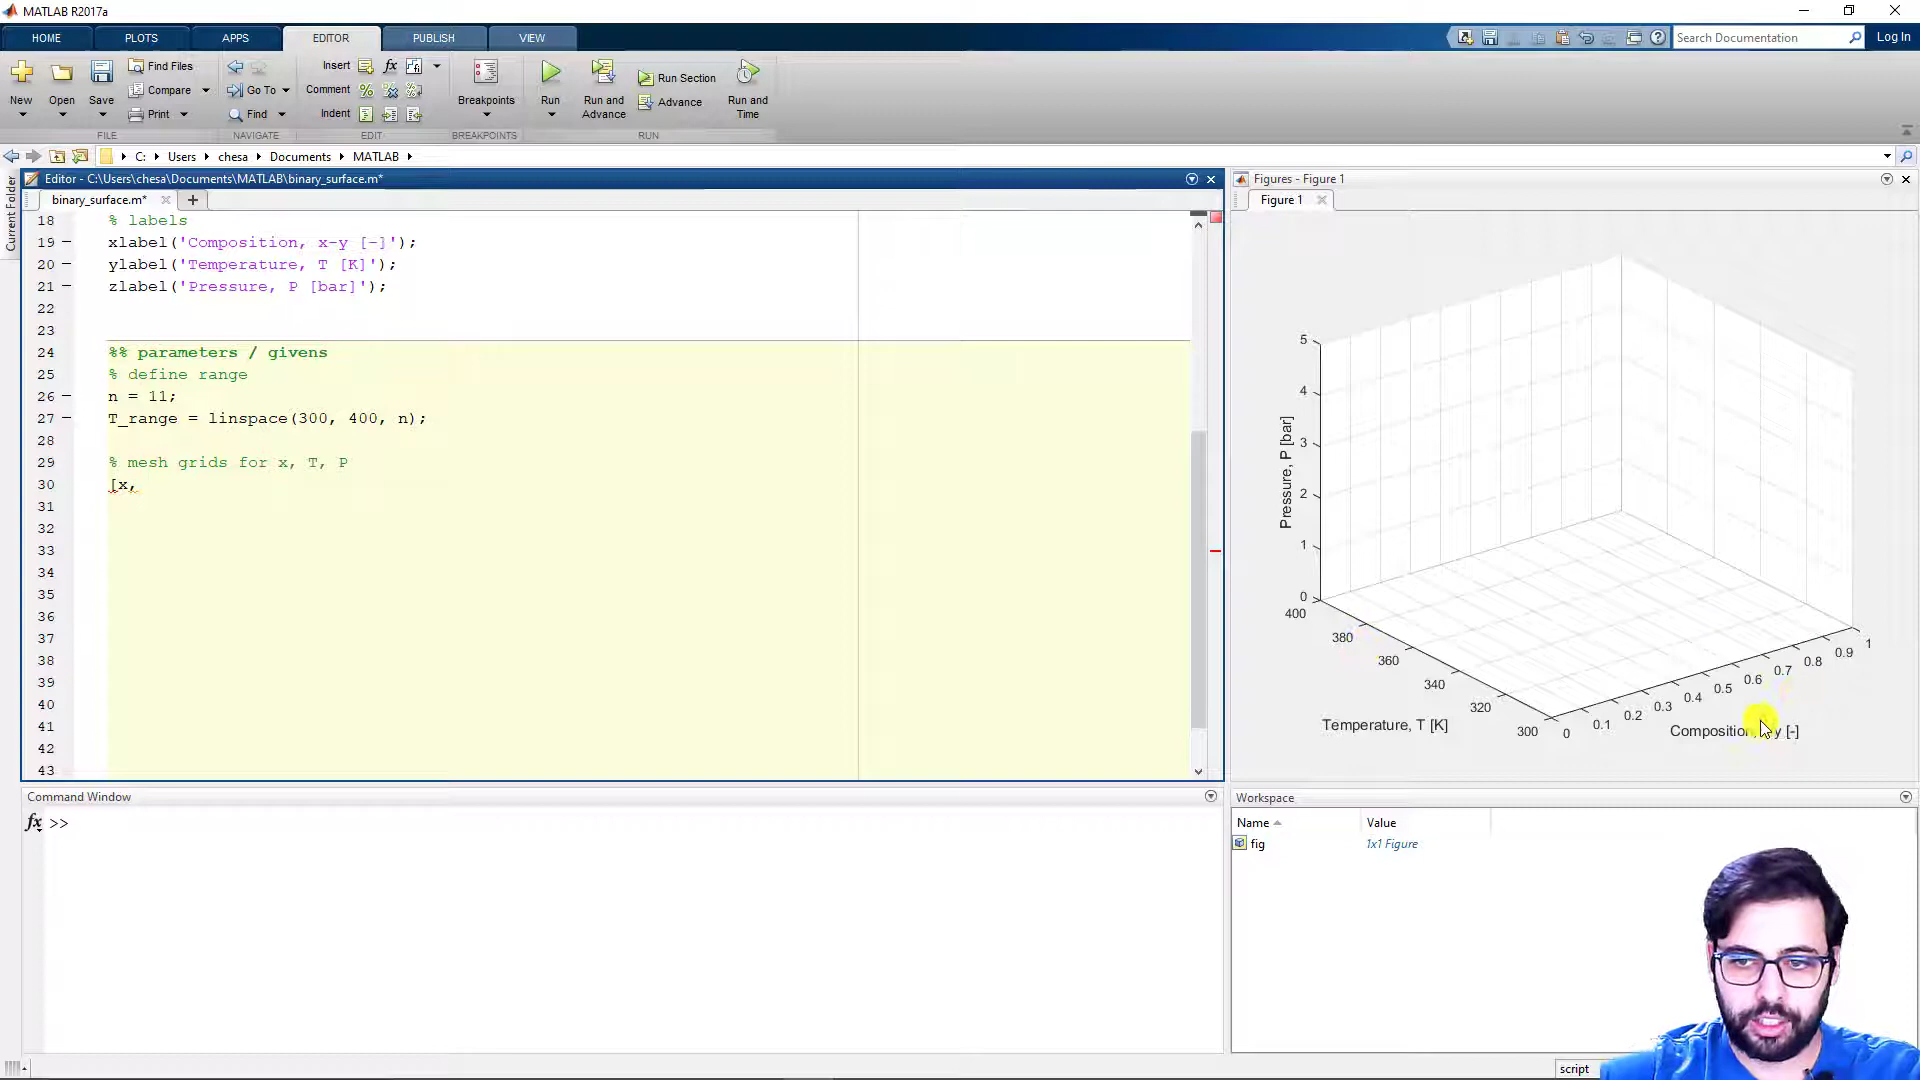 MATLAB R2017a
HOME PLOTS APPS EDITOR PUBLISH VIEW
Search Documentation Log In
New Open Save Find Files Compare Print Go To Find Insert fx Comment Indent Breakpoints Run Run and Advance Run Section Advance Run and Time
FILE NAVIGATE EDIT BREAKPOINTS RUN
C: Users chesa Documents MATLAB
Current Folder
Editor - C:\Users\chesa\Documents\MATLAB\binary_surface.m*
binary_surface.m*
18 % labels
19 xlabel('Composition, x-y [-]');
20 ylabel('Temperature, T [K]');
21 zlabel('Pressure, P [bar]');
22
23
24 %% parameters / givens
25 % define range
26 n = 11;
27 T_range = linspace(300, 400, n);
28
29 % mesh grids for x, T, P
30 [x,
31
32
33
34
35
36
37
38
39
40
41
42
43
Figures - Figure 1
Figure 1
5
4
3
2
1
0
Pressure, P [bar]
400
380
360
340
320
300
Temperature, T [K]
0
0.1
0.2
0.3
0.4
0.5
0.6
0.7
0.8
0.9
1
y [-]
Command Window
fx >>
Workspace
Name Value
fig 1x1 Figure
script